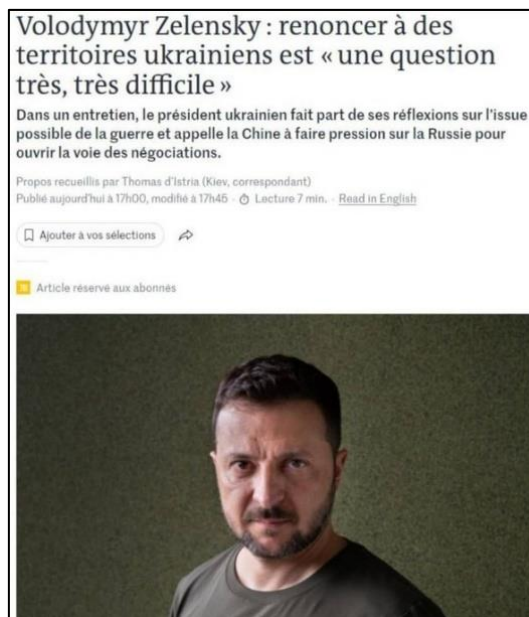 Volodymyr Zelensky : renoncer à des
territoires ukrainiens est « une question
très, très difficile »
Dans un entretien, le président ukrainien fait part de ses réflexions sur l'issue
possible de la guerre et appelle la Chine à faire pression sur la Russie pour
ouvrir la voie des négociations.
Propos recueillis par Thomas d'Istria (Kiev, correspondant)
Publié aujourd'hui à 17h00, modifié à 17h45 · Lecture 7 min. · Read in English
Ajouter à vos sélections
Article réservé aux abonnés